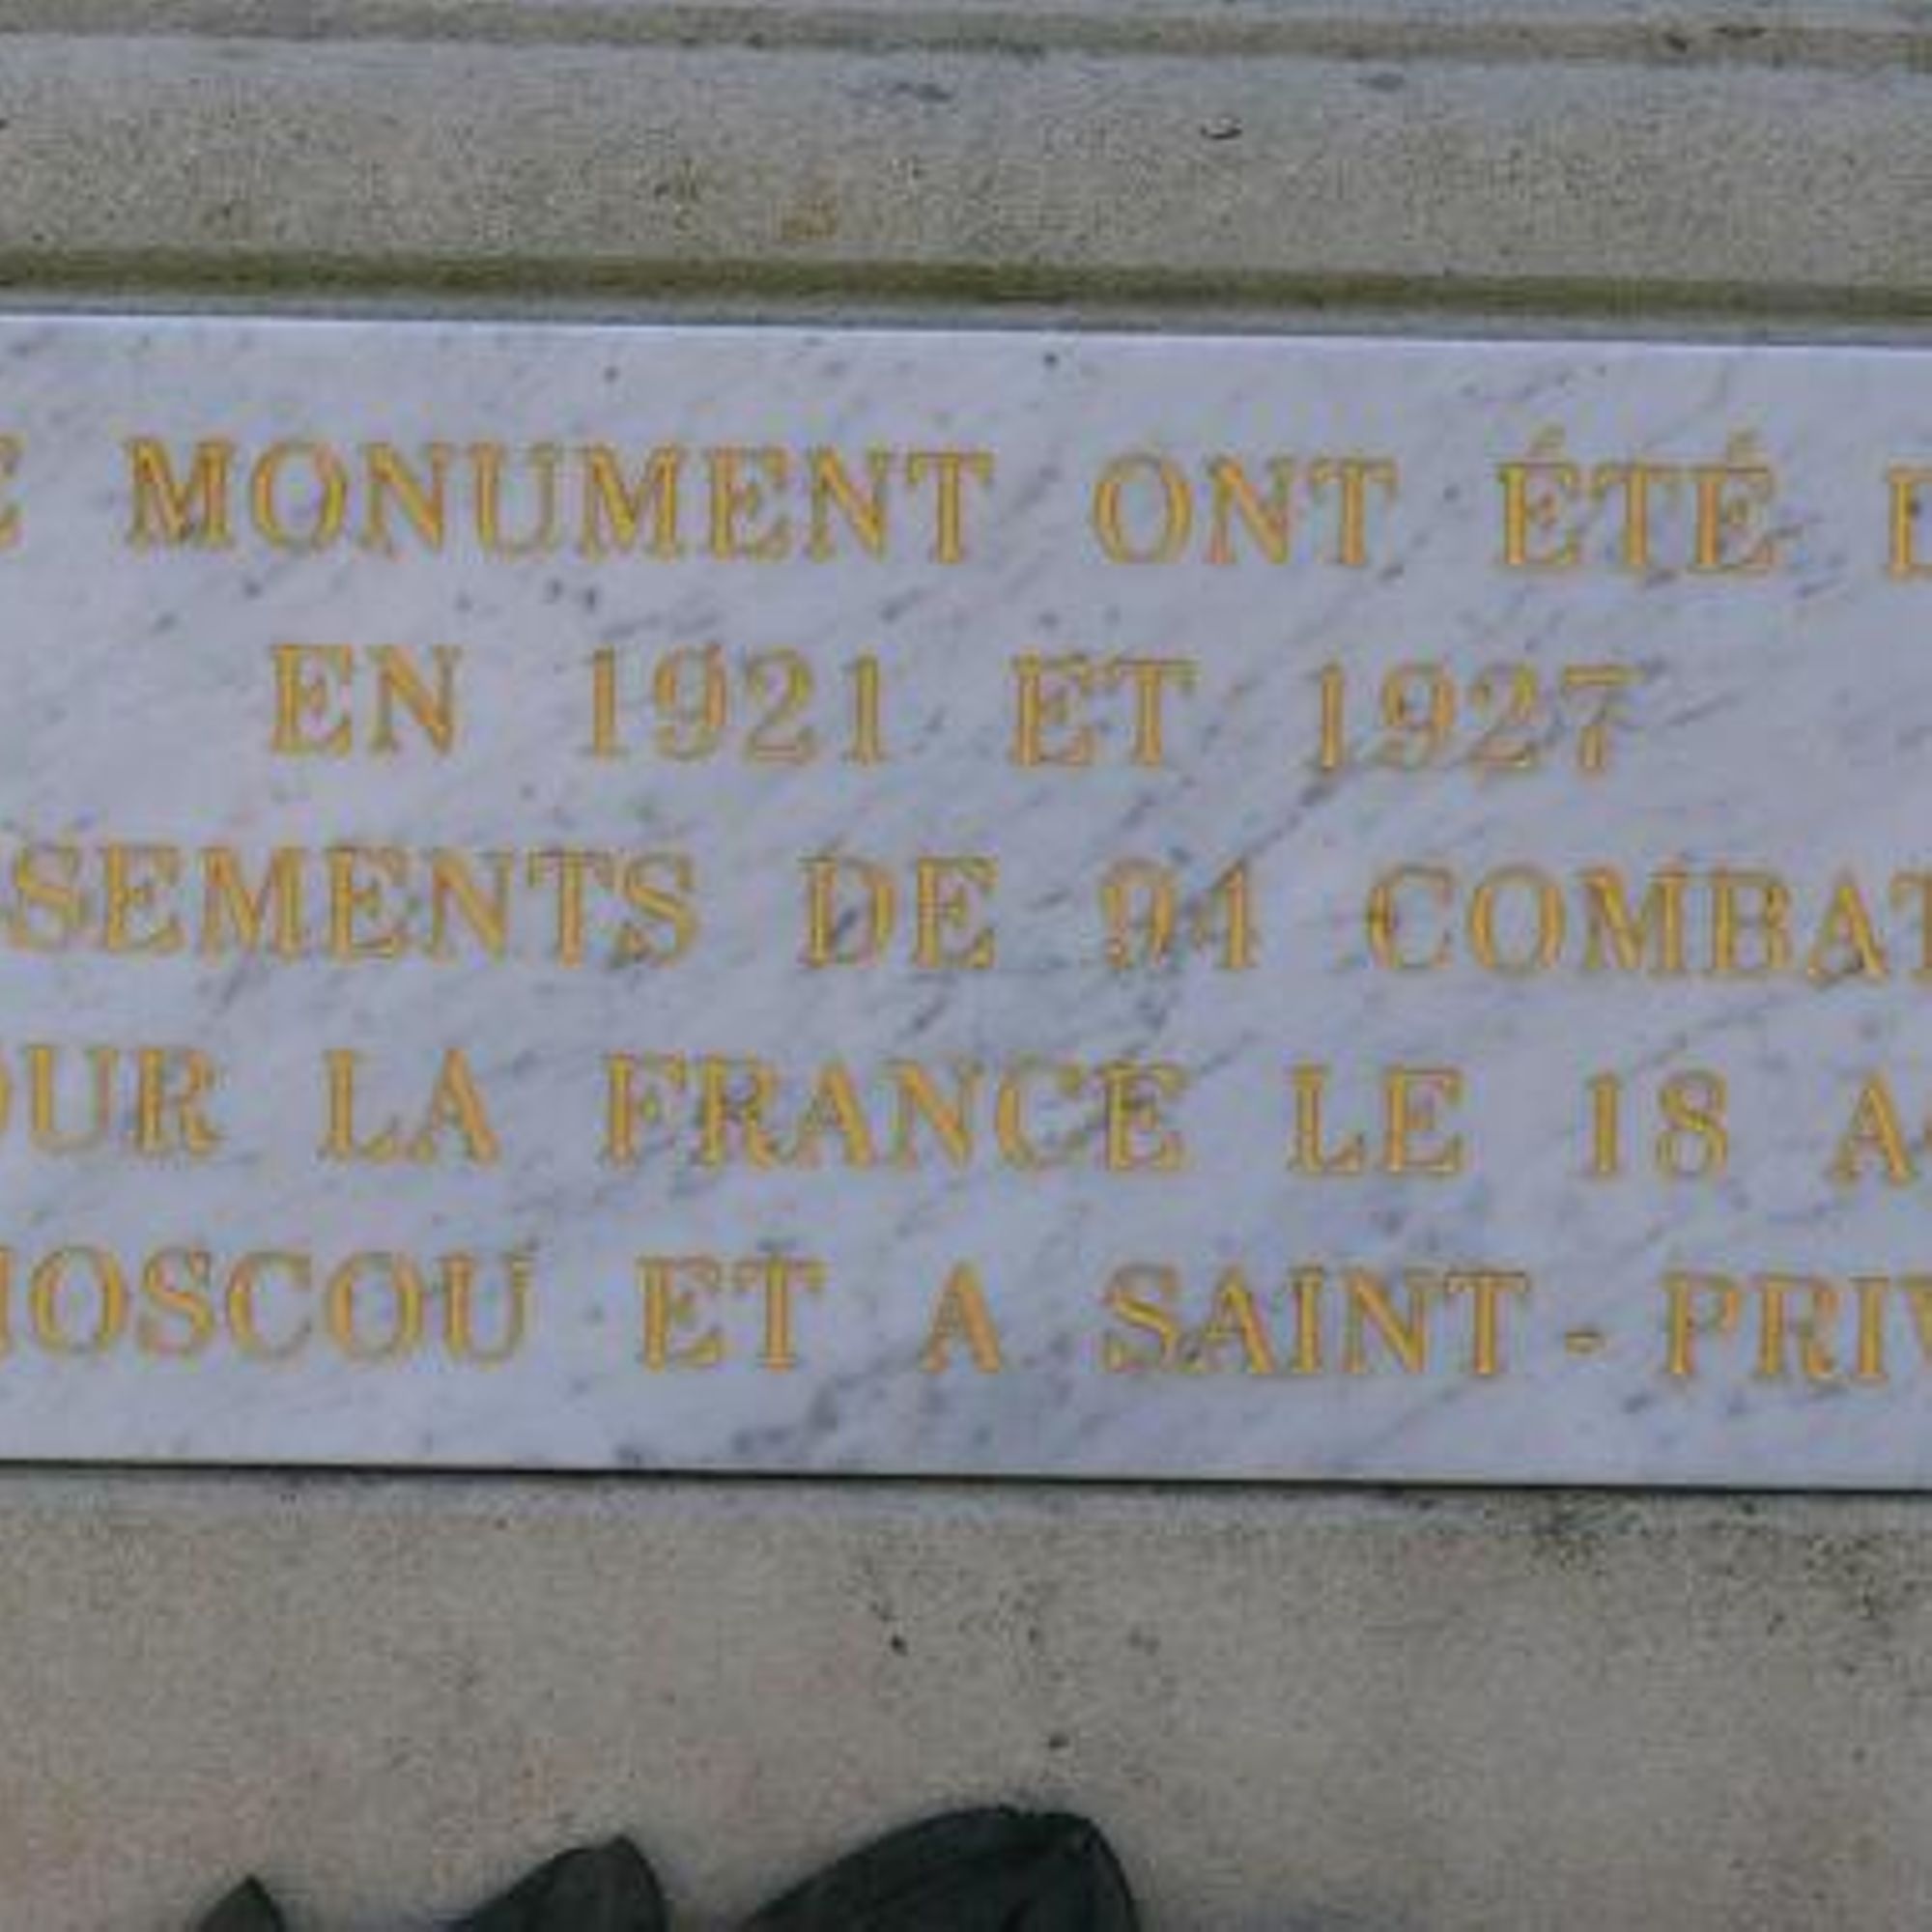 MONUMENT ONT ÉTÉ
EN 1921 ET 1927
SEMENTS DE 94 COMBAT
OUR LA FRANCE LE 18 A
MOSCOU ET A SAINT-PRIV